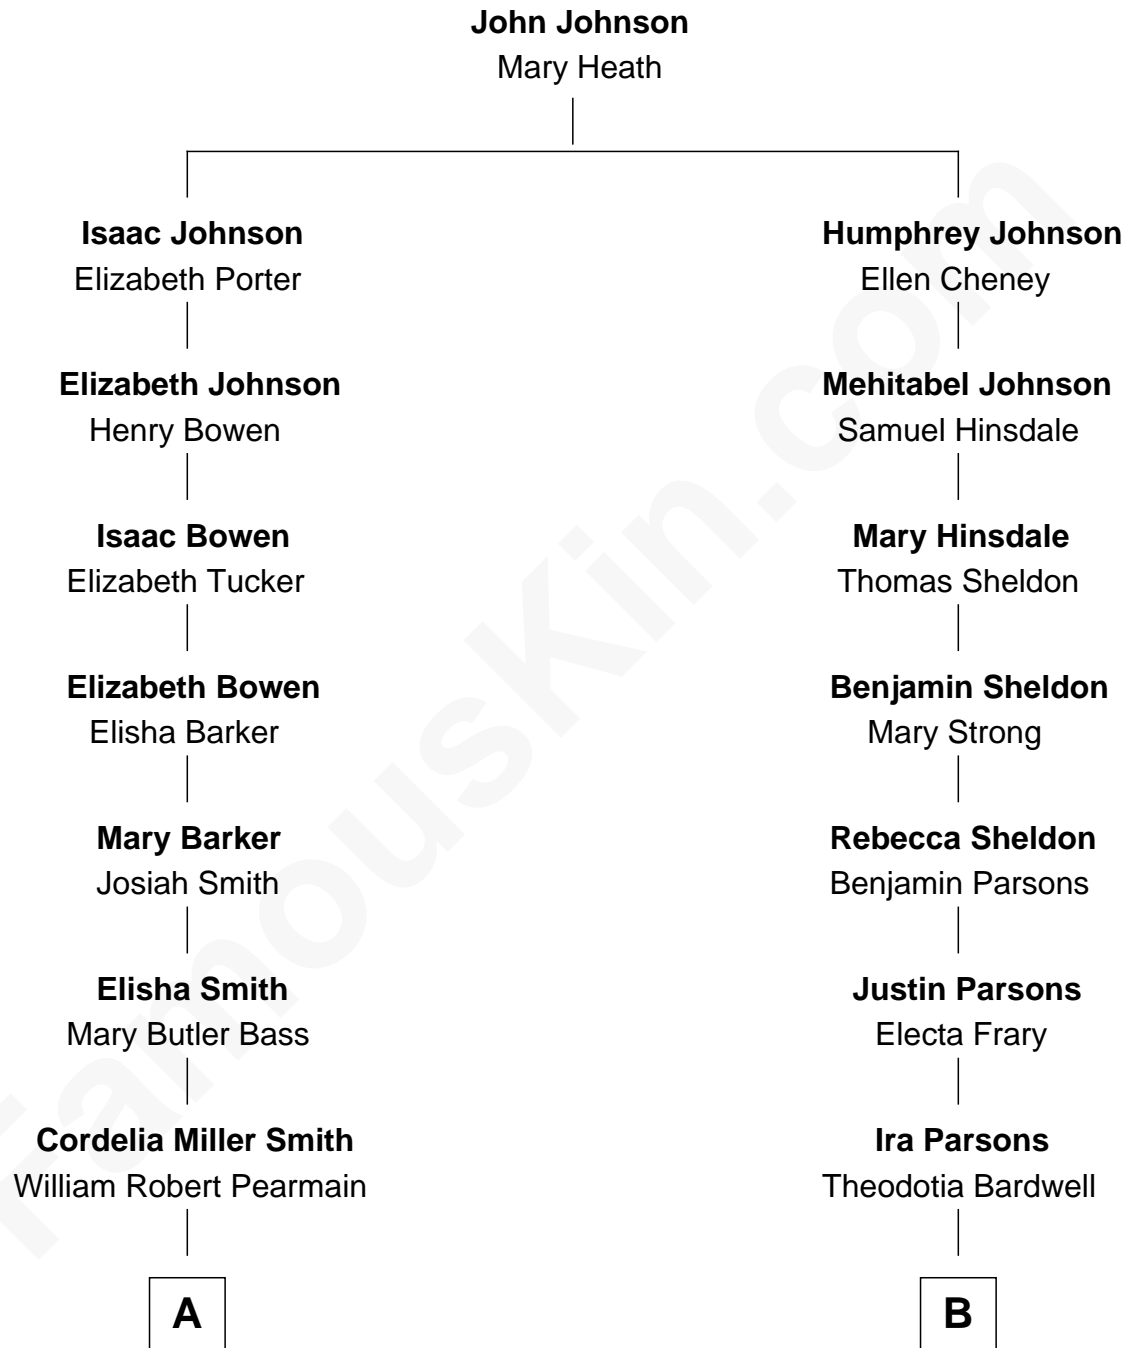 John Johnson
Mary Heath
Isaac Johnson
Elizabeth Porter
Humphrey Johnson
Ellen Cheney
Elizabeth Johnson
Henry Bowen
Mehitabel Johnson
Samuel Hinsdale
Isaac Bowen
Elizabeth Tucker
Mary Hinsdale
Thomas Sheldon
Elizabeth Bowen
Elisha Barker
Benjamin Sheldon
Mary Strong
Mary Barker
Josiah Smith
Rebecca Sheldon
Benjamin Parsons
Elisha Smith
Mary Butler Bass
Justin Parsons
Electa Frary
Cordelia Miller Smith
William Robert Pearmain
Ira Parsons
Theodotia Bardwell
A
B
FamousKin.com